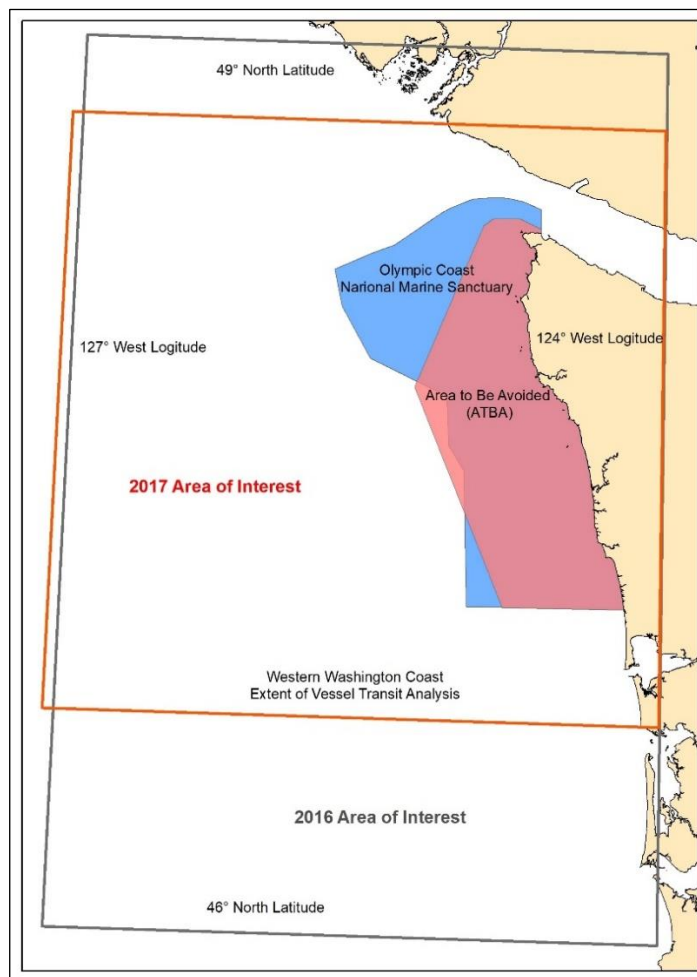 49° North Latitude
Olympic Coast
Narional Marine Sanctuary
127° West Logitude
124° West Logitude
Area to Be Avoided
(ATBA)
2017 Area of Interest
Western Washington Coast
Extent of Vessel Transit Analysis
2016 Area of Interest
46° North Latitude